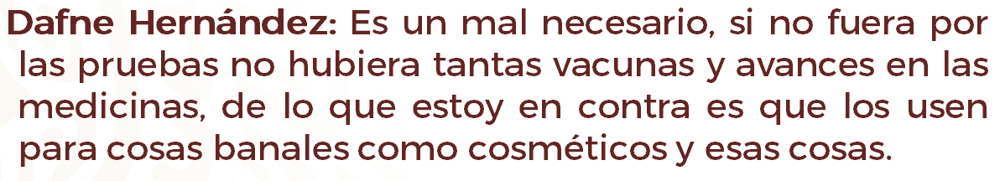 Dafne Hernández: Es un mal necesario, si no fuera por
las pruebas no hubiera tantas vacunas y avances en las
medicinas, de lo que estoy en contra es que los usen
para cosas banales como cosméticos y esas cosas.